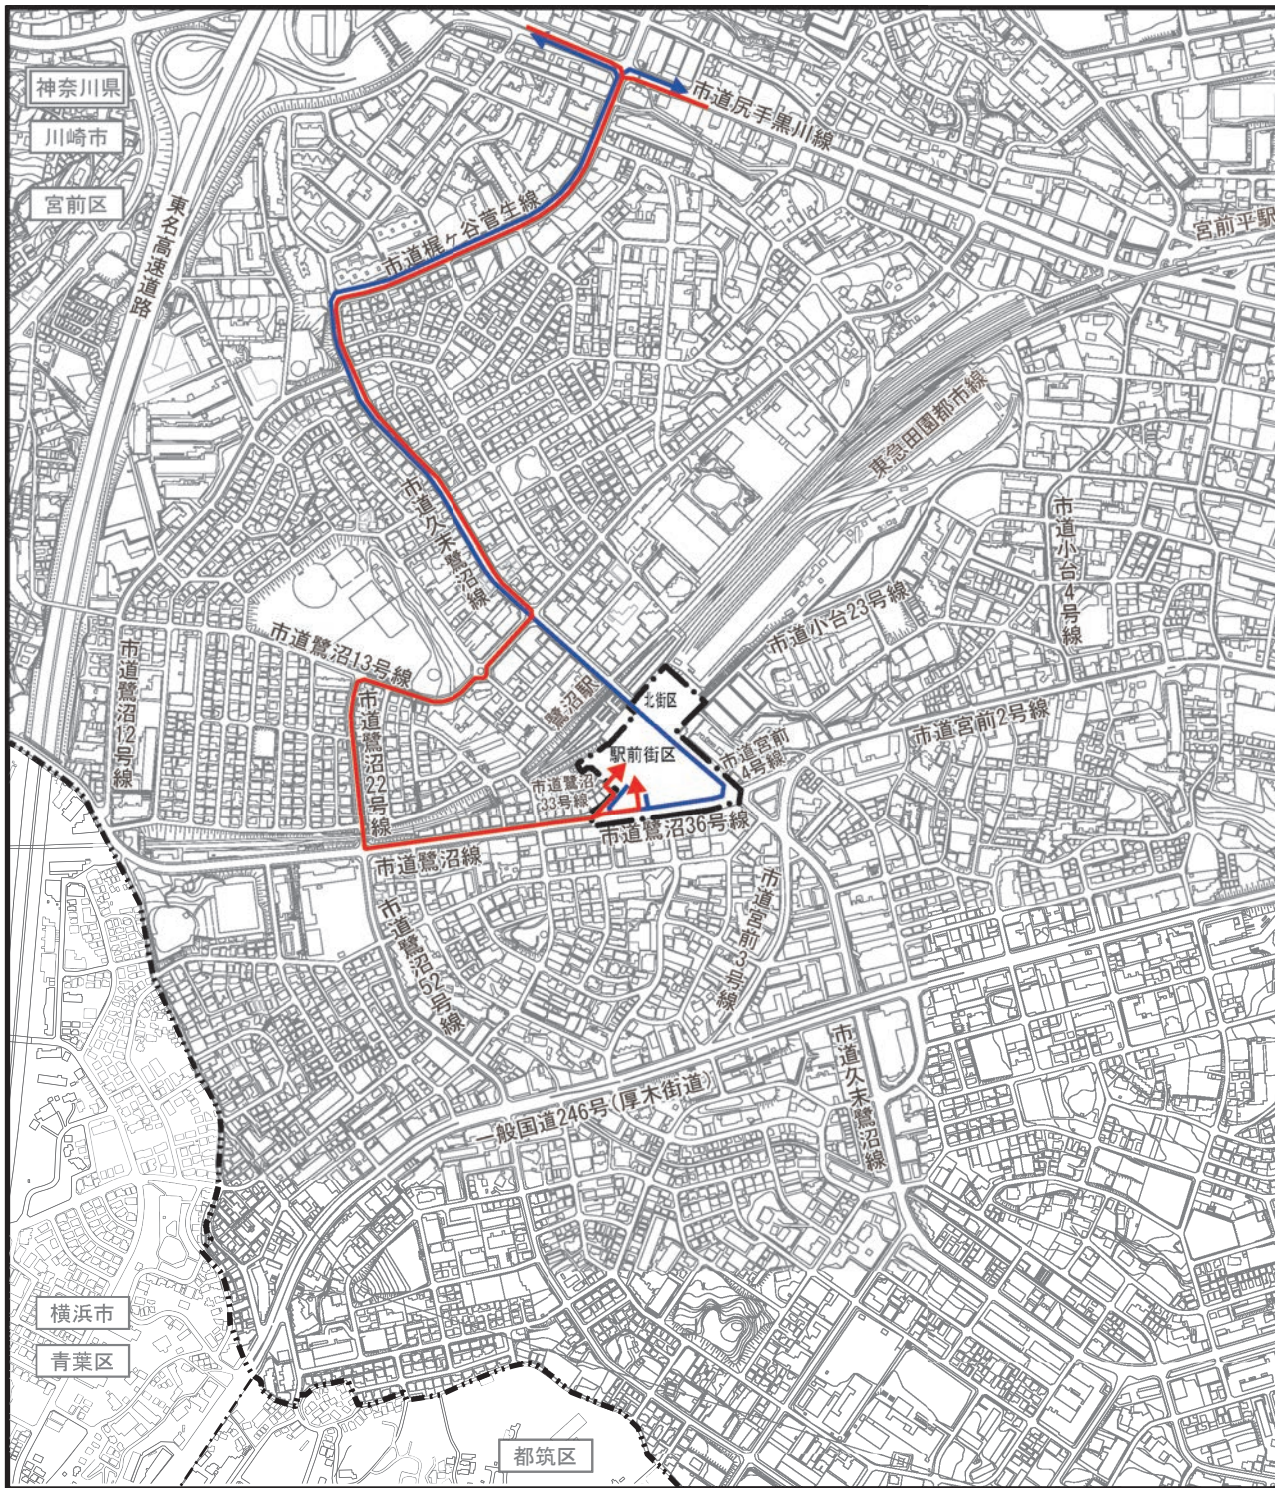 神奈川県
川崎市
宮前区
東名高速道路
市道尻手黒川線
市道梶ヶ谷菅生線
宮前平駅
東急田園都市線
市道久末鷺沼線
市道小台4号線
市道小台23号線
市道鷺沼13号線
市道鷺沼12号線
市道鷺沼22号線
鷺沼駅
北街区
駅前街区
市道宮前2号線
市道宮前
4号線
市道鷺沼
33号線
市道鷺沼36号線
市道鷺沼線
市道鷺沼52号線
市道宮前3号線
市道久末鷺沼線
一般国道246号(厚木街道)
横浜市
青葉区
都筑区